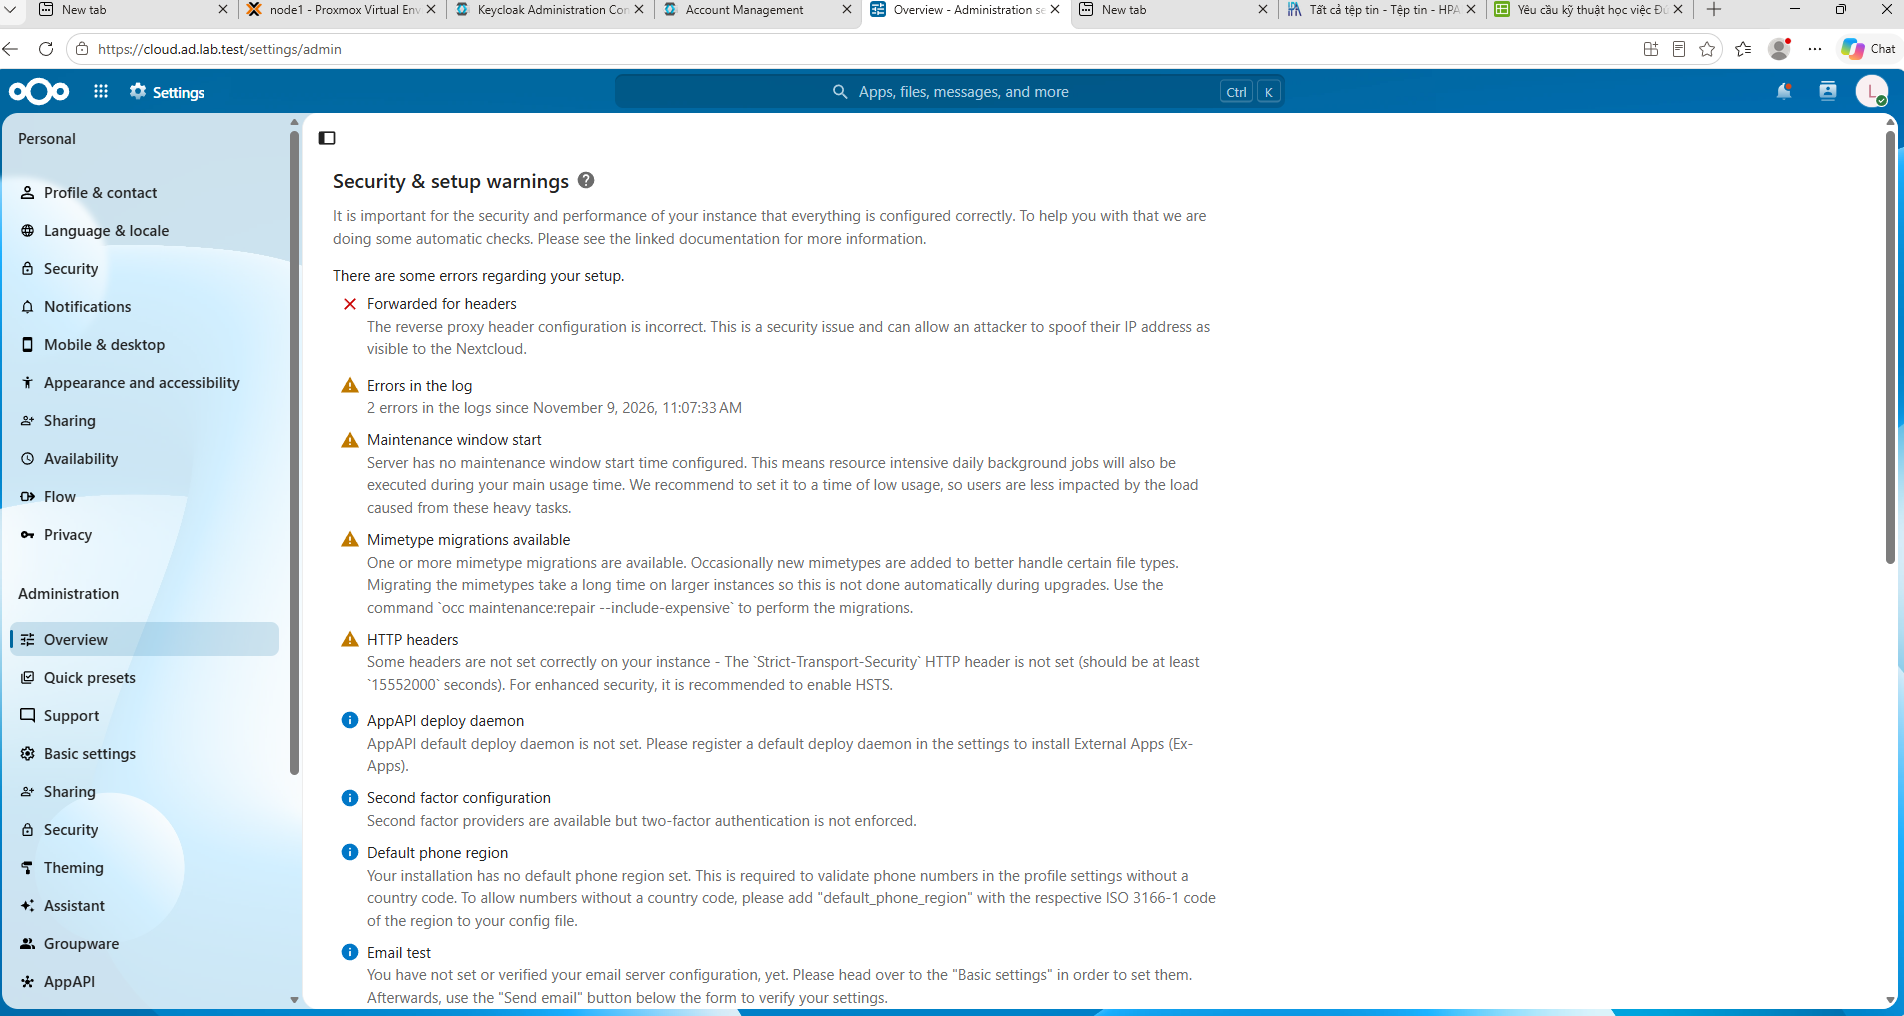 New tab
node1 - Proxmox Virtual Env
Keycloak Administration Con
Account Management
Overview - Administration se
New tab
Tất cả tệp tin - Tệp tin - HPA
Yêu cầu kỹ thuật học việc Đứ
https://cloud.ad.lab.test/settings/admin
Chat
Settings
Apps, files, messages, and more
Ctrl K
L
Personal
Profile & contact
Language & locale
Security
Notifications
Mobile & desktop
Appearance and accessibility
Sharing
Availability
Flow
Privacy
Administration
Overview
Quick presets
Support
Basic settings
Sharing
Security
Theming
Assistant
Groupware
AppAPI
Security & setup warnings
It is important for the security and performance of your instance that everything is configured correctly. To help you with that we are
doing some automatic checks. Please see the linked documentation for more information.
There are some errors regarding your setup.
Forwarded for headers
The reverse proxy header configuration is incorrect. This is a security issue and can allow an attacker to spoof their IP address as
visible to the Nextcloud.
Errors in the log
2 errors in the logs since November 9, 2026, 11:07:33 AM
Maintenance window start
Server has no maintenance window start time configured. This means resource intensive daily background jobs will also be
executed during your main usage time. We recommend to set it to a time of low usage, so users are less impacted by the load
caused from these heavy tasks.
Mimetype migrations available
One or more mimetype migrations are available. Occasionally new mimetypes are added to better handle certain file types.
Migrating the mimetypes take a long time on larger instances so this is not done automatically during upgrades. Use the
command `occ maintenance:repair --include-expensive` to perform the migrations.
HTTP headers
Some headers are not set correctly on your instance - The `Strict-Transport-Security` HTTP header is not set (should be at least
`15552000` seconds). For enhanced security, it is recommended to enable HSTS.
AppAPI deploy daemon
AppAPI default deploy daemon is not set. Please register a default deploy daemon in the settings to install External Apps (Ex-
Apps).
Second factor configuration
Second factor providers are available but two-factor authentication is not enforced.
Default phone region
Your installation has no default phone region set. This is required to validate phone numbers in the profile settings without a
country code. To allow numbers without a country code, please add "default_phone_region" with the respective ISO 3166-1 code
of the region to your config file.
Email test
You have not set or verified your email server configuration, yet. Please head over to the "Basic settings" in order to set them.
Afterwards, use the "Send email" button below the form to verify your settings.